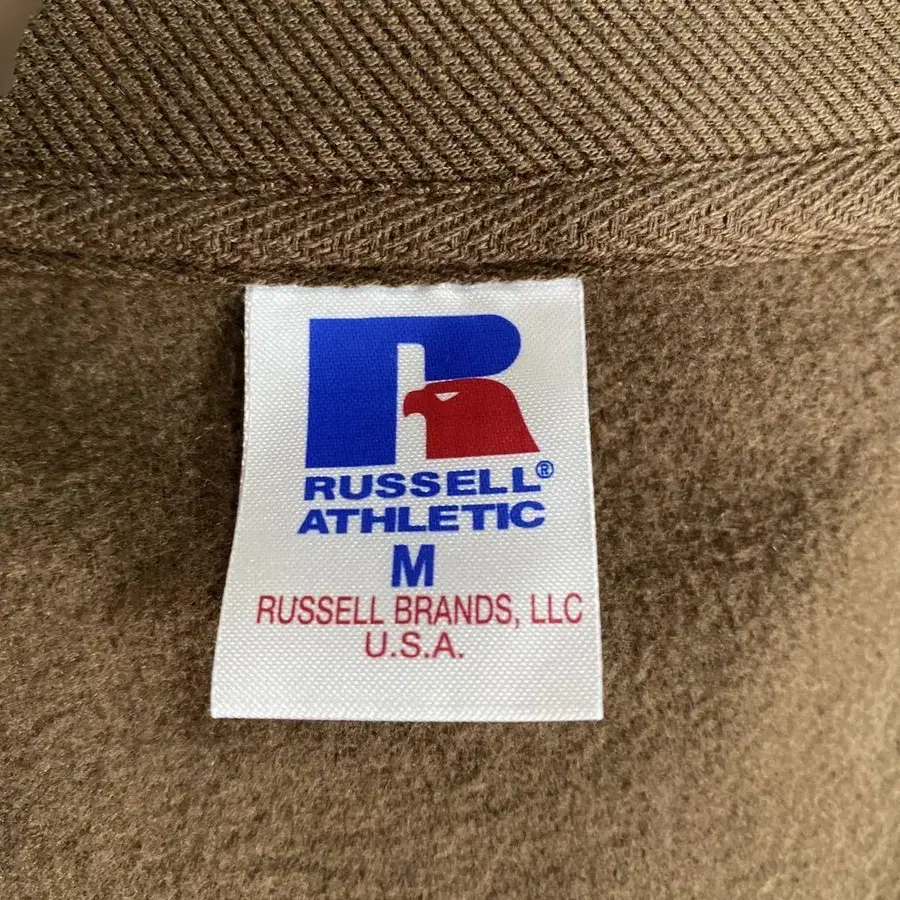 RUSSELL®
ATHLETIC
M
RUSSELL BRANDS, LLC
U.S.A.